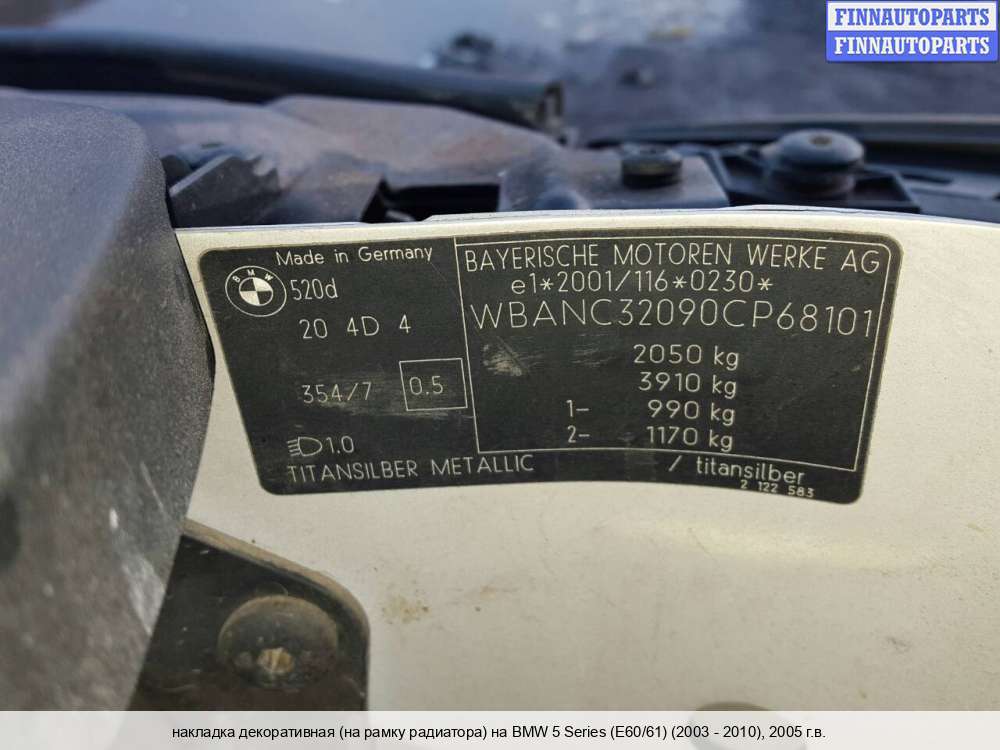 FINNAUTOPARTS
FINNAUTOPARTS
Made in Germany
BMW
520d
20 4D 4
354/7 0.5
1.0
TITANSILBER METALLIC
BAYERISCHE MOTOREN WERKE AG
e1*2001/116*0230*
WBANC32090CP68101
2050 kg
3910 kg
1- 990 kg
2- 1170 kg
/ titansilber
2 122 583
накладка декоративная (на рамку радиатора) на BMW 5 Series (E60/61) (2003 - 2010), 2005 г.в.